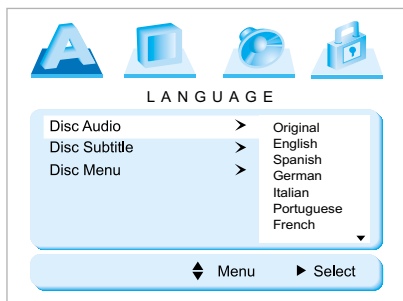 LANGUAGE
Disc Audio
Disc Subtitle
Disc Menu
Original
English
Spanish
German
Italian
Portuguese
French
Menu
Select